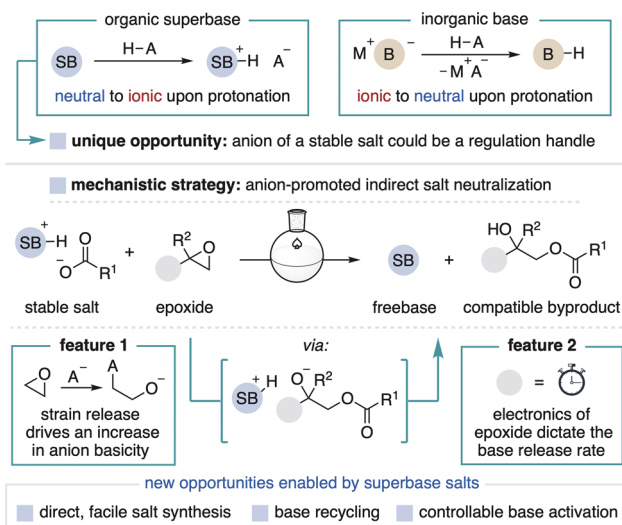 organic superbase
inorganic base
SB H–A SB+–H A−
M+ B− H–A −M+A− B–H
neutral to ionic upon protonation
ionic to neutral upon protonation
unique opportunity: anion of a stable salt could be a regulation handle
mechanistic strategy: anion-promoted indirect salt neutralization
SB+–H −O O R1 + R2 O SB + HO R2 O R1 O
stable salt
epoxide
freebase
compatible byproduct
feature 1
via:
feature 2
O A− A O−
SB+ H O− R2 O R1 O
=
strain release
drives an increase
in anion basicity
electronics of
epoxide dictate the
base release rate
new opportunities enabled by superbase salts
direct, facile salt synthesis
base recycling
controllable base activation